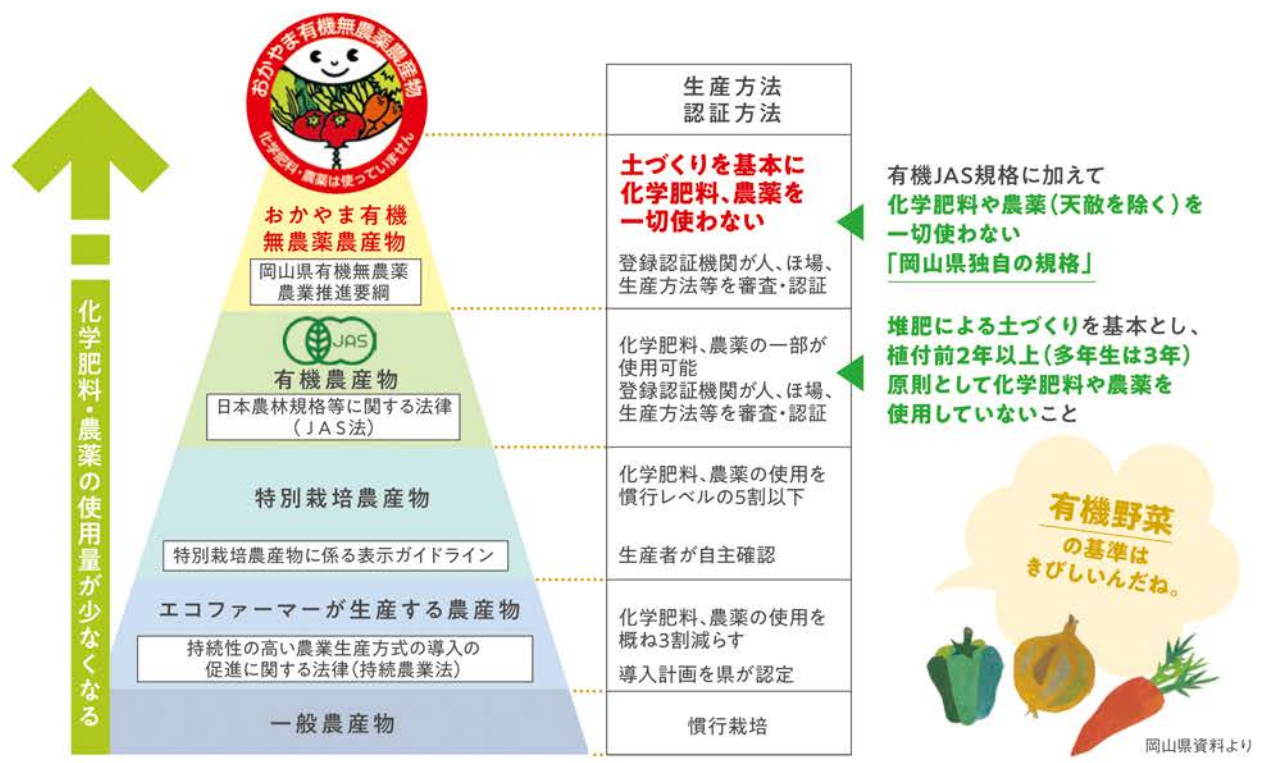 化学肥料・農薬の使用量が少なくなる
おかやま有機無農薬農産物
化学肥料・農薬は使っていません
おかやま有機
無農薬農産物
岡山県有機無農薬
農業推進要綱
JAS
有機農産物
日本農林規格等に関する法律
(JAS法)
特別栽培農産物
特別栽培農産物に係る表示ガイドライン
エコファーマーが生産する農産物
持続性の高い農業生産方式の導入の
促進に関する法律(持続農業法)
一般農産物
生産方法
認証方法
土づくりを基本に
化学肥料、農薬を
一切使わない
登録認証機関が人、ほ場、
生産方法等を審査・認証
化学肥料、農薬の一部が
使用可能
登録認証機関が人、ほ場、
生産方法等を審査・認証
化学肥料、農薬の使用を
慣行レベルの5割以下
生産者が自主確認
化学肥料、農薬の使用を
概ね3割減らす
導入計画を県が認定
慣行栽培
有機JAS規格に加えて
化学肥料や農薬(天敵を除く)を
一切使わない
「岡山県独自の規格」
堆肥による土づくりを基本とし、
植付前2年以上(多年生は3年)
原則として化学肥料や農薬を
使用していないこと
有機野菜
の基準は
きびしいんだね。
岡山県資料より